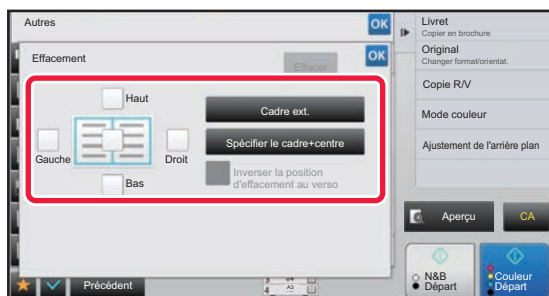 Autres
OK
Effacement
Effacer
OK
Haut
Gauche
Droit
Bas
Cadre ext.
Spécifier le cadre+centre
Inverser la position
d'effacement au verso
Précédent
Livret
Copier en brochure
Original
Changer format/orientat.
Copie R/V
Mode couleur
Ajustement de l'arrière plan
Aperçu
CA
N&B
Départ
Couleur
Départ